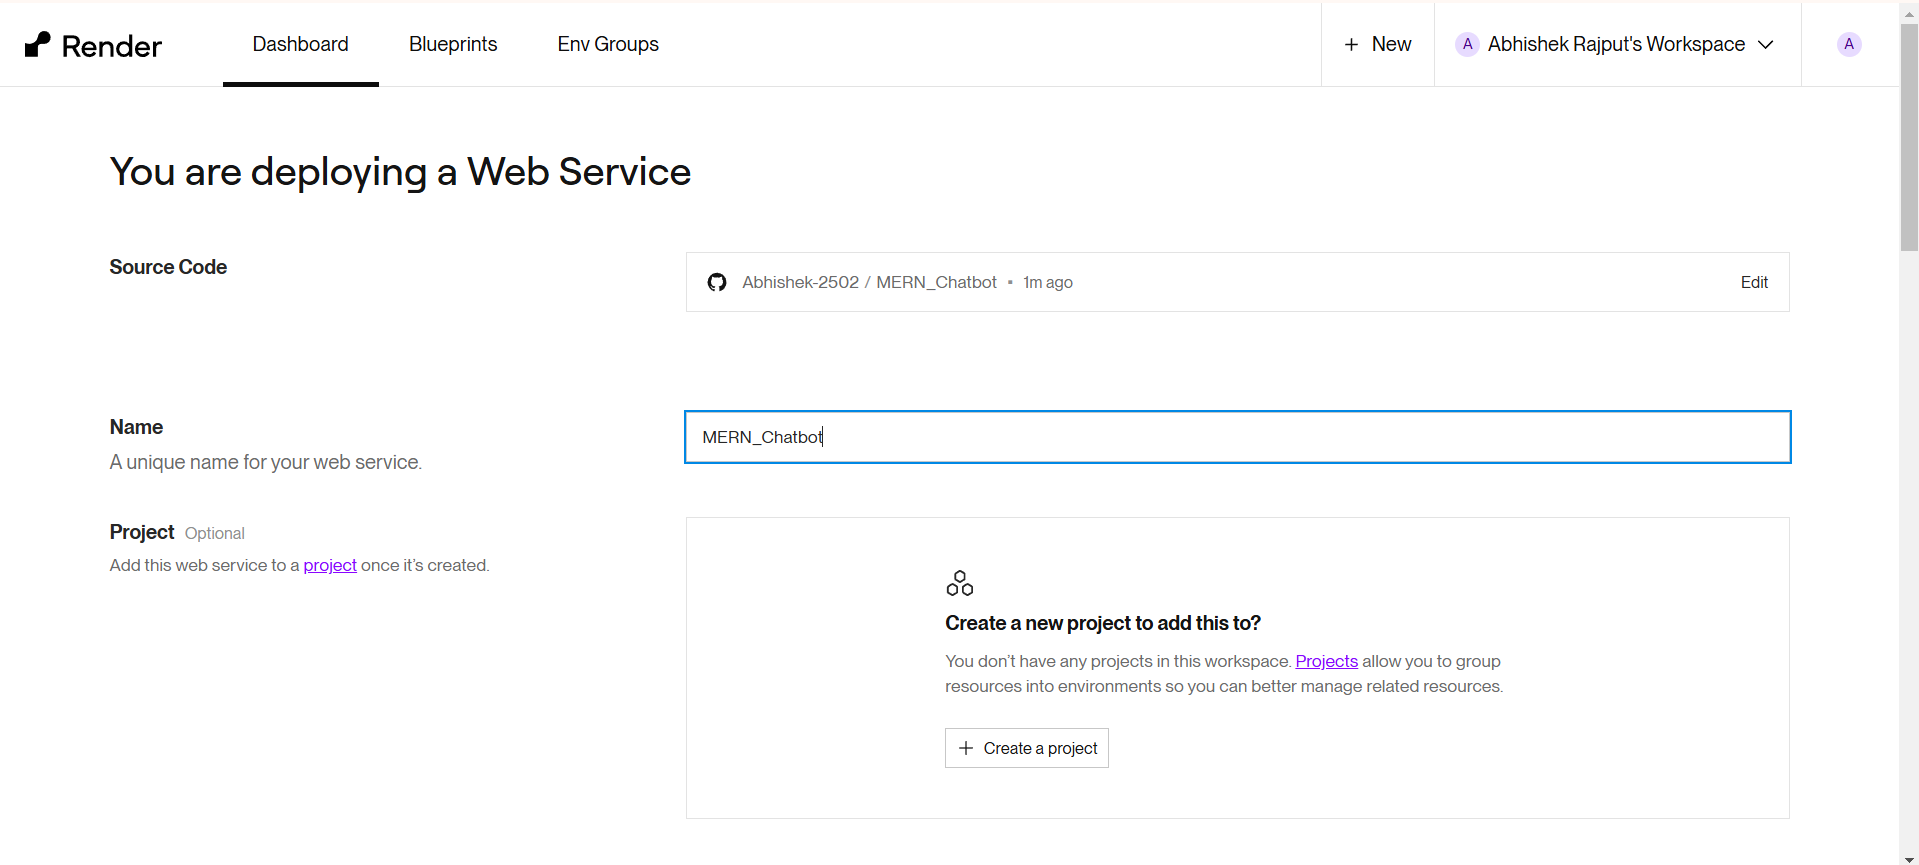 Render
Dashboard
Blueprints
Env Groups
+ New
A Abhishek Rajput's Workspace
A
You are deploying a Web Service
Source Code
Abhishek-2502 / MERN_Chatbot • 1m ago
Edit
Name
A unique name for your web service.
MERN_Chatbot
Project Optional
Add this web service to a project once it's created.
Create a new project to add this to?
You don't have any projects in this workspace. Projects allow you to group
resources into environments so you can better manage related resources.
+ Create a project